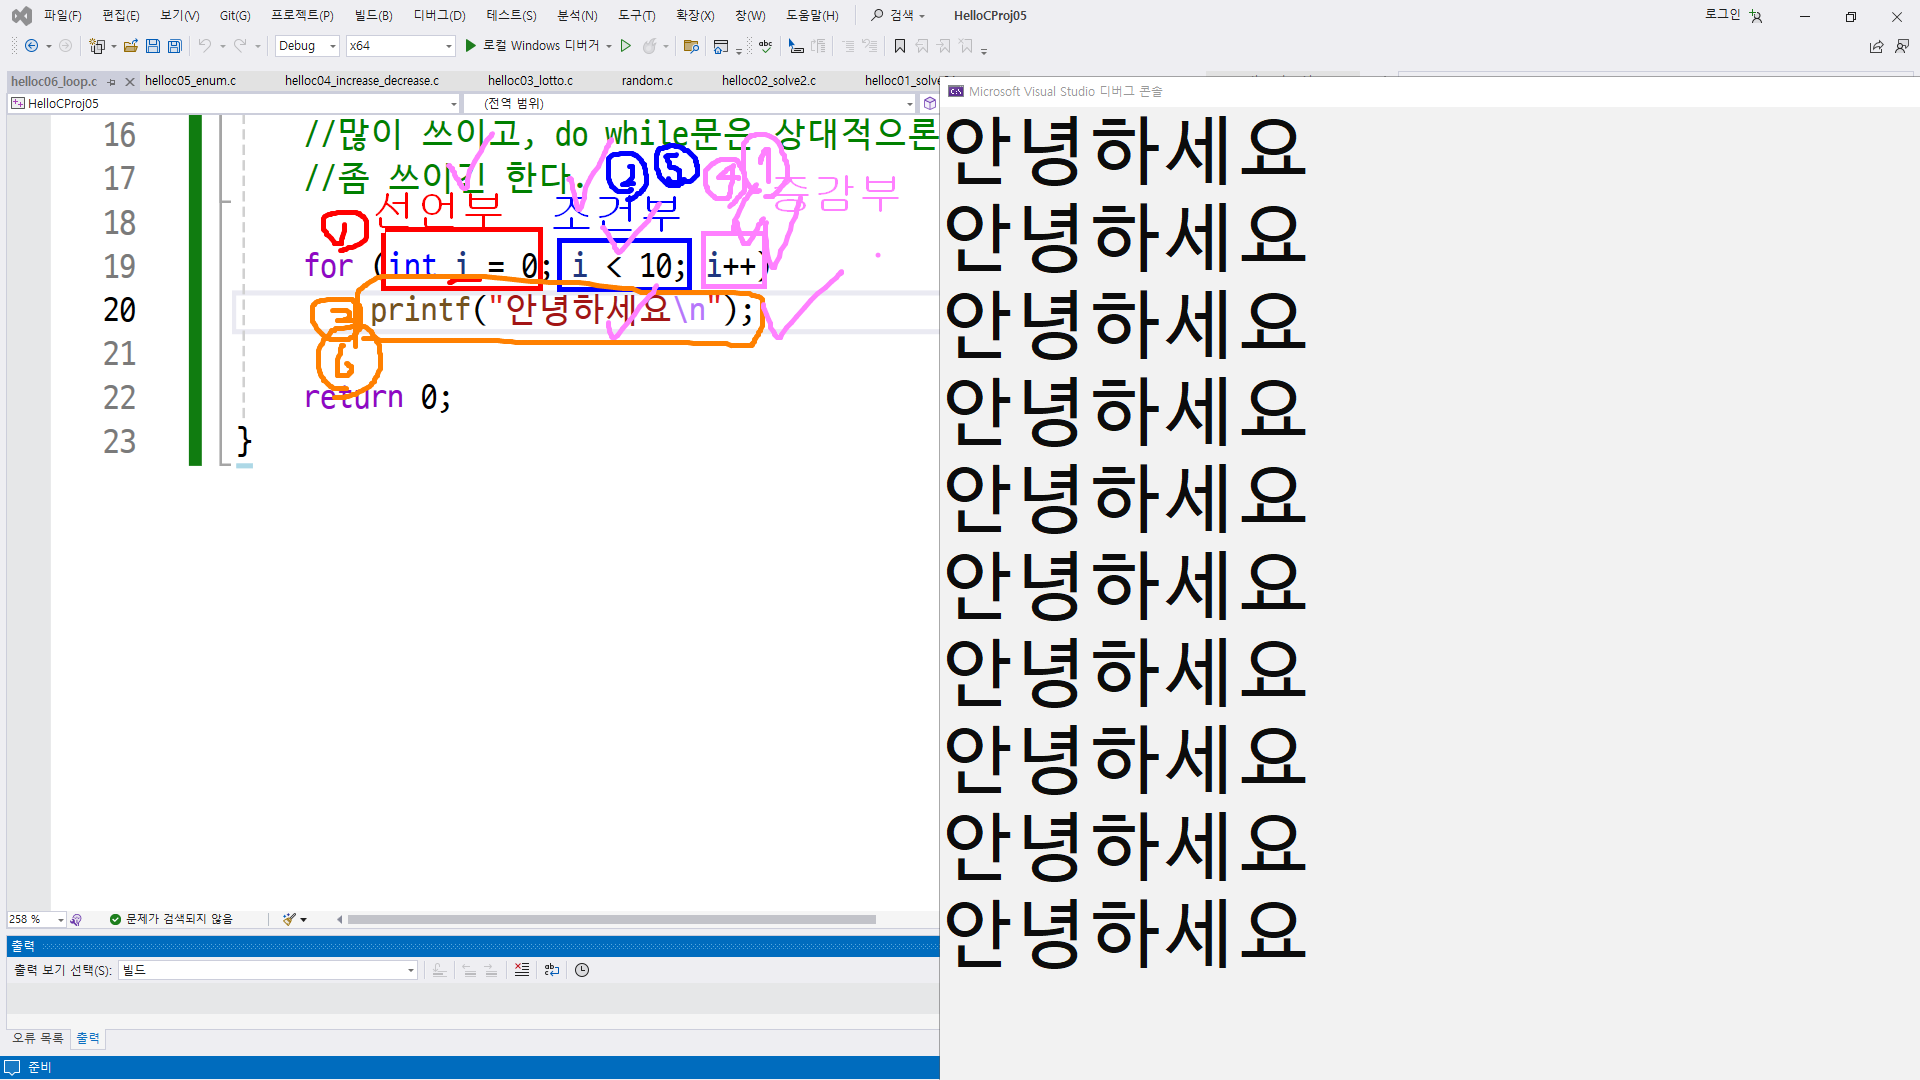 파일(F) 편집(E) 보기(V) Git(G) 프로젝트(P) 빌드(B) 디버그(D) 테스트(S) 분석(N) 도구(T) 확장(X) 창(W) 도움말(H) 검색 HelloCProj05 로그인
Debug x64 로컬 Windows 디버거
helloc06_loop.c helloc05_enum.c helloc04_increase_decrease.c helloc03_lotto.c random.c helloc02_solve2.c
HelloCProj05 (전역 범위)
Microsoft Visual Studio 디버그 콘솔
16 //많이 쓰이고, do while문은 상대적으론
17 //좀 쓰이긴 한다. 2 5 4 7 증감부
18 1 선언부 조건부
19 for (int i = 0; i < 10; i++)
20 3 printf("안녕하세요\n");
21 6
22 return 0;
23 }
안녕하세요
안녕하세요
안녕하세요
안녕하세요
안녕하세요
안녕하세요
안녕하세요
안녕하세요
안녕하세요
안녕하세요
258 % 문제가 검색되지 않음
출력
출력 보기 선택(S): 빌드
오류 목록 출력
준비